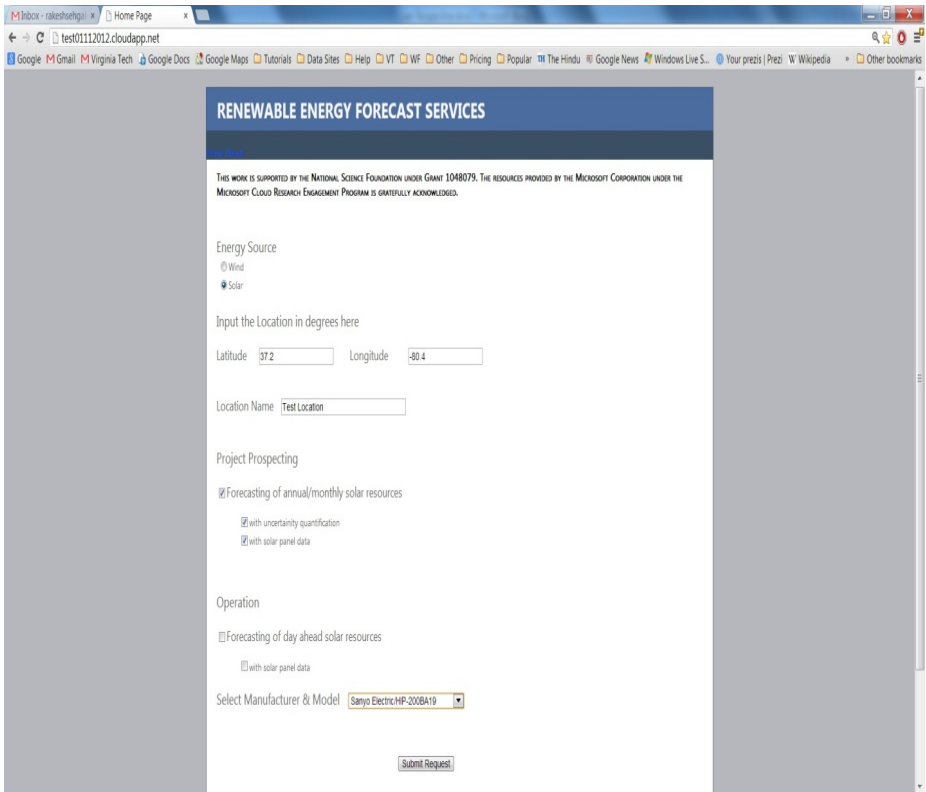 Inbox - rakeshsehgal
Home Page
test01112012.cloudapp.net
Google Gmail Virginia Tech Google Docs Google Maps Tutorials Data Sites Help VT WF Other Pricing Popular TH The Hindu Google News Windows Live S... Your prezis | Prezi W Wikipedia » Other bookmarks
RENEWABLE ENERGY FORECAST SERVICES
THIS WORK IS SUPPORTED BY THE NATIONAL SCIENCE FOUNDATION UNDER GRANT 1048079. THE RESOURCES PROVIDED BY THE MICROSOFT CORPORATION UNDER THE
MICROSOFT CLOUD RESEARCH ENGAGEMENT PROGRAM IS GRATEFULLY ACKNOWLEDGED.
Energy Source
Wind
Solar
Input the Location in degrees here
Latitude 37.2 Longitude -80.4
Location Name Test Location
Project Prospecting
Forecasting of annual/monthly solar resources
with uncertainity quantification
with solar panel data
Operation
Forecasting of day ahead solar resources
with solar panel data
Select Manufacturer & Model Sanyo Electric/HIP-200BA19
Submit Request